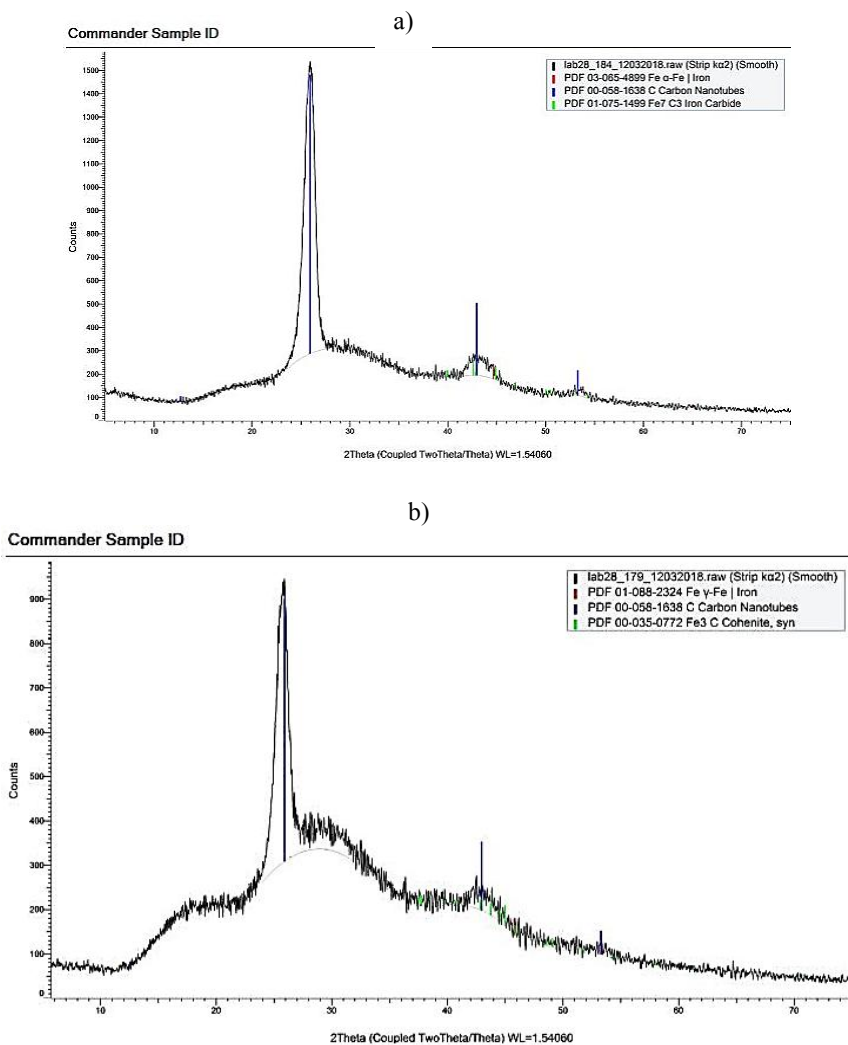 a)
Commander Sample ID
lab28_184_12032018.raw (Strip kα2) (Smooth)
PDF 03-065-4899 Fe α-Fe | Iron
PDF 00-058-1638 C Carbon Nanotubes
PDF 01-075-1499 Fe7 C3 Iron Carbide
1500
1400
1300
1200
1100
1000
900
800
700
600
500
400
300
200
100
0
Counts
10 20 30 40 50 60 70
2Theta (Coupled TwoTheta/Theta) WL=1.54060
b)
Commander Sample ID
lab28_179_12032018.raw (Strip kα2) (Smooth)
PDF 01-088-2324 Fe γ-Fe | Iron
PDF 00-058-1638 C Carbon Nanotubes
PDF 00-035-0772 Fe3 C Cohenite, syn
900
800
700
600
500
400
300
200
100
0
Counts
10 20 30 40 50 60 70
2Theta (Coupled TwoTheta/Theta) WL=1.54060